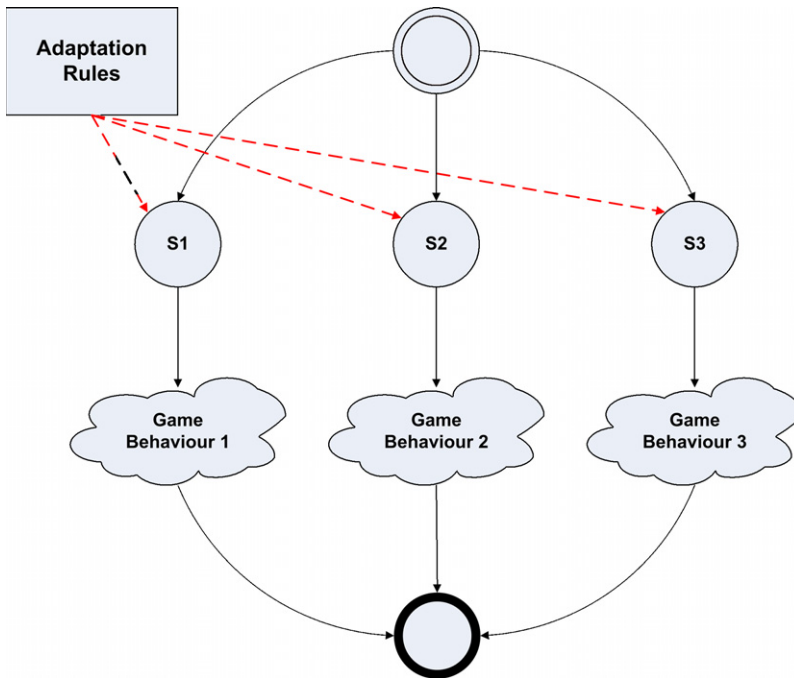 Adaptation
Rules
S1
S2
S3
Game
Behaviour 1
Game
Behaviour 2
Game
Behaviour 3